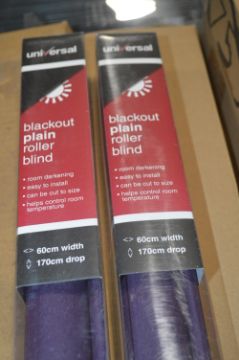 universal
blackout
plain
roller
blind
• room darkening
• easy to install
• can be cut to size
• helps control room
temperature
<> 60cm width
170cm drop
universal
blackout
plain
roller
blind
• room darkening
• easy to install
• can be cut to size
• helps control room
temperature
<> 60cm width
170cm drop